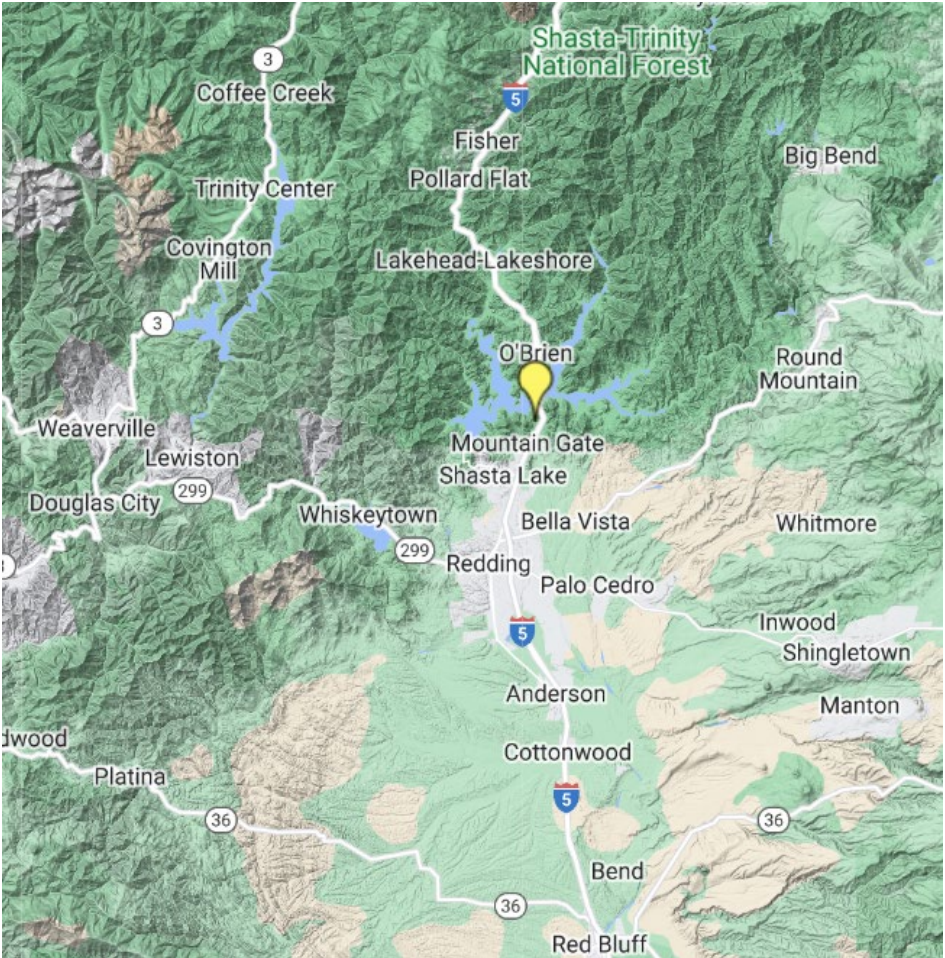 Shasta-Trinity
National Forest
3
Coffee Creek
5
Fisher
Big Bend
Pollard Flat
Trinity Center
Covington
Mill
Lakehead-Lakeshore
3
O'Brien
Round
Mountain
Weaverville
Mountain Gate
Lewiston
Shasta Lake
299
Douglas City
Whiskeytown
Bella Vista
Whitmore
299
Redding
3
Palo Cedro
Inwood
5
Shingletown
Anderson
Manton
dwood
Cottonwood
Platina
5
36
36
Bend
36
Red Bluff